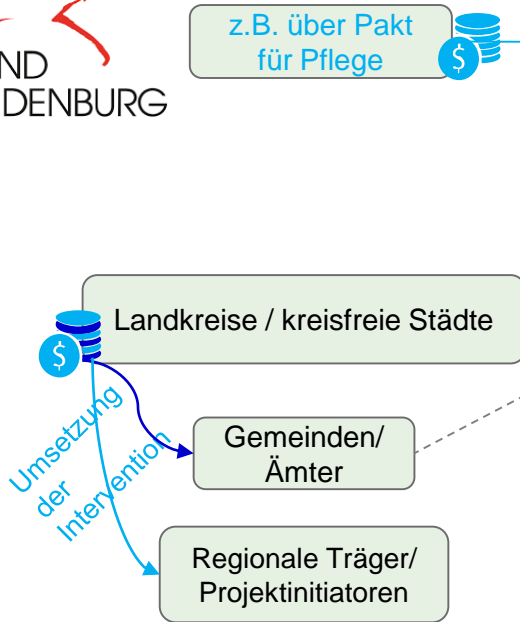 z.B. über Pakt
für Pflege
ND
DENBURG
$
Landkreise / kreisfreie Städte
$
Umsetzung
der
Intervention
Gemeinden/
Ämter
Regionale Träger/
Projektinitiatoren